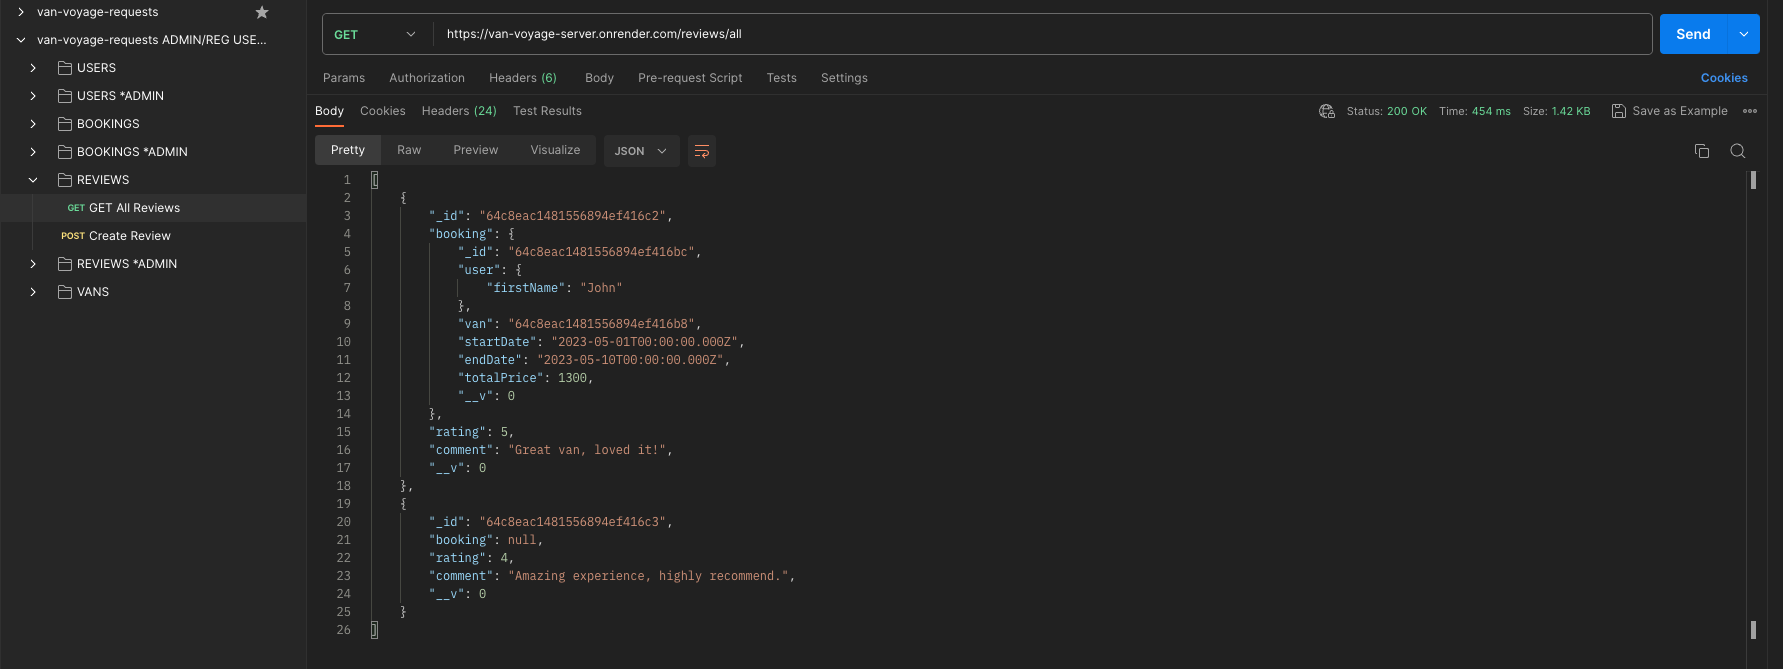 van-voyage-requests
van-voyage-requests ADMIN/REG USE...
USERS
USERS *ADMIN
BOOKINGS
BOOKINGS *ADMIN
REVIEWS
GET GET All Reviews
POST Create Review
REVIEWS *ADMIN
VANS
GET https://van-voyage-server.onrender.com/reviews/all Send
Params Authorization Headers (6) Body Pre-request Script Tests Settings Cookies
Body Cookies Headers (24) Test Results Status: 200 OK Time: 454 ms Size: 1.42 KB Save as Example
Pretty Raw Preview Visualize JSON
1 [
2 {
3 "_id": "64c8eac1481556894ef416c2",
4 "booking": {
5 "_id": "64c8eac1481556894ef416bc",
6 "user": {
7 "firstName": "John"
8 },
9 "van": "64c8eac1481556894ef416b8",
10 "startDate": "2023-05-01T00:00:00.000Z",
11 "endDate": "2023-05-10T00:00:00.000Z",
12 "totalPrice": 1300,
13 "__v": 0
14 },
15 "rating": 5,
16 "comment": "Great van, loved it!",
17 "__v": 0
18 },
19 {
20 "_id": "64c8eac1481556894ef416c3",
21 "booking": null,
22 "rating": 4,
23 "comment": "Amazing experience, highly recommend.",
24 "__v": 0
25 }
26 ]